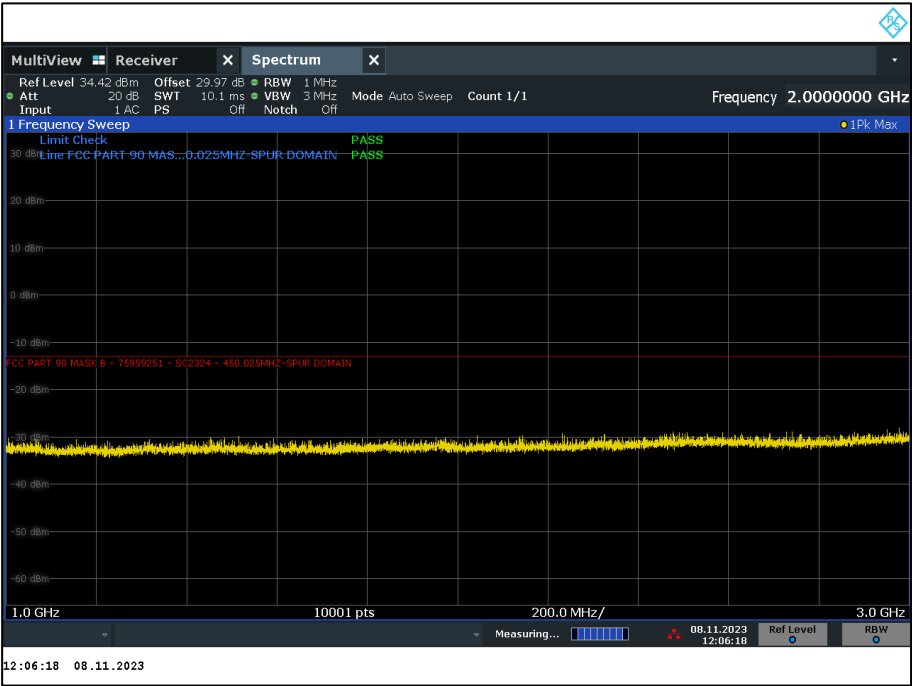 R&S
MultiView Receiver X Spectrum X
Ref Level 34.42 dBm Offset 29.97 dB RBW 1 MHz
Att 20 dB SWT 10.1 ms VBW 3 MHz Mode Auto Sweep Count 1/1 Frequency 2.0000000 GHz
Input 1 AC PS Off Notch Off
1 Frequency Sweep 1Pk Max
Limit Check PASS
30 dBm Line FCC PART 90 MAS...0.025MHZ-SPUR DOMAIN PASS
20 dBm
10 dBm
0 dBm
-10 dBm
FCC PART 90 MASK B - 75959251 - SC2324 - 450.025MHZ-SPUR DOMAIN
-20 dBm
-30 dBm
-40 dBm
-50 dBm
-60 dBm
1.0 GHz 10001 pts 200.0 MHz/ 3.0 GHz
Measuring... 08.11.2023 Ref Level RBW
12:06:18
12:06:18 08.11.2023